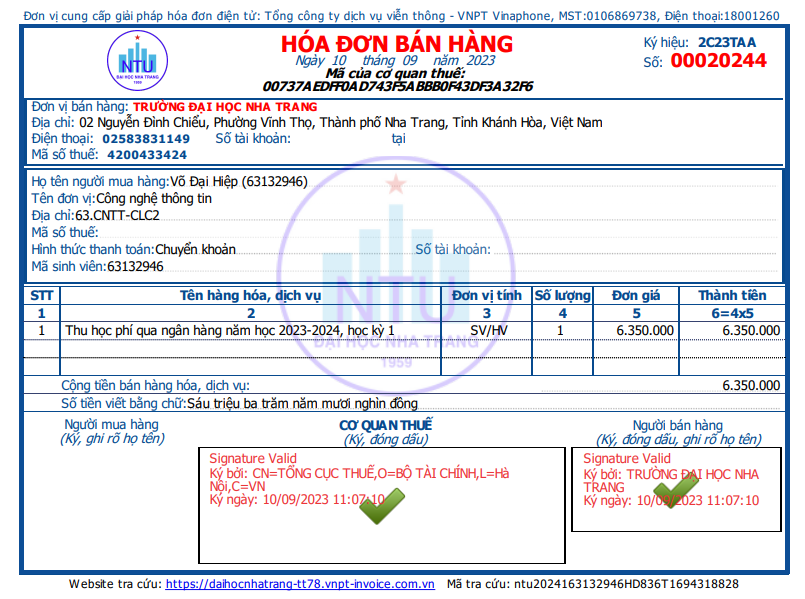 Đơn vị cung cấp giải pháp hóa đơn điện tử: Tổng công ty dịch vụ viễn thông - VNPT Vinaphone, MST:0106869738, Điện thoại:18001260
NTU
ĐẠI HỌC NHA TRANG
1959
HÓA ĐƠN BÁN HÀNG
Ngày 10 tháng 09 năm 2023
Mã của cơ quan thuế:
00737AEDFF0AD743F5ABBB0F43DF3A32F6
Ký hiệu: 2C23TAA
Số: 00020244
Đơn vị bán hàng: TRƯỜNG ĐẠI HỌC NHA TRANG
Địa chỉ: 02 Nguyễn Đình Chiểu, Phường Vĩnh Thọ, Thành phố Nha Trang, Tỉnh Khánh Hòa, Việt Nam
Điện thoại: 02583831149 Số tài khoản: tại
Mã số thuế: 4200433424
Họ tên người mua hàng:Võ Đại Hiệp (63132946)
Tên đơn vị:Công nghệ thông tin
Địa chỉ:63.CNTT-CLC2
Mã số thuế:
Hình thức thanh toán:Chuyển khoản Số tài khoản:
Mã sinh viên:63132946
STT Tên hàng hóa, dịch vụ Đơn vị tính Số lượng Đơn giá Thành tiền
1 2 3 4 5 6=4x5
1 Thu học phí qua ngân hàng năm học 2023-2024, học kỳ 1 SV/HV 1 6.350.000 6.350.000
NTU
ĐẠI HỌC NHA TRANG
1959
Cộng tiền bán hàng hóa, dịch vụ: 6.350.000
Số tiền viết bằng chữ:Sáu triệu ba trăm năm mươi nghìn đồng
Người mua hàng CƠ QUAN THUẾ Người bán hàng
(Ký, ghi rõ họ tên) (Ký, đóng dấu) (Ký, đóng dấu, ghi rõ họ tên)
Signature Valid
Ký bởi: CN=TỔNG CỤC THUẾ,O=BỘ TÀI CHÍNH,L=Hà
Nội,C=VN
Ký ngày: 10/09/2023 11:07:10
Signature Valid
Ký bởi: TRƯỜNG ĐẠI HỌC NHA
TRANG
Ký ngày: 10/09/2023 11:07:10
Website tra cứu: https://daihocnhatrang-tt78.vnpt-invoice.com.vn Mã tra cứu: ntu2024163132946HD836T1694318828